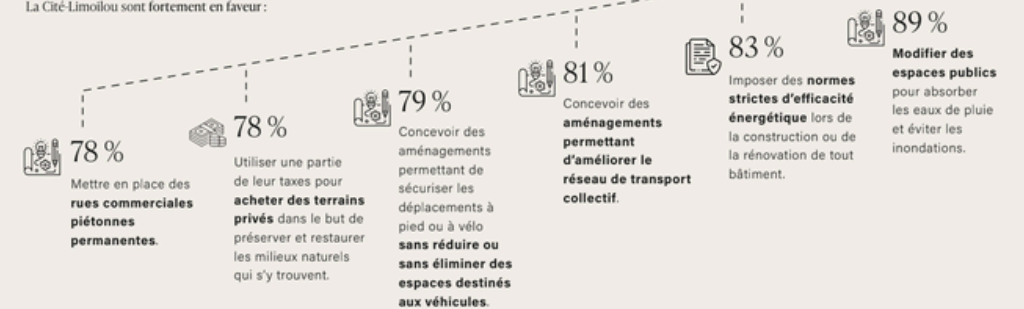 La Cité-Limoilou sont fortement en faveur :
78 %
Mettre en place des
rues commerciales
piétonnes
permanentes.
78 %
Utiliser une partie
de leur taxes pour
acheter des terrains
privés dans le but de
préserver et restaurer
les milieux naturels
qui s'y trouvent.
79 %
Concevoir des
aménagements
permettant de
sécuriser les
déplacements à
pied ou à vélo
sans réduire ou
sans éliminer des
espaces destinés
aux véhicules.
81 %
Concevoir des
aménagements
permettant
d'améliorer le
réseau de transport
collectif.
83 %
Imposer des normes
strictes d'efficacité
énergétique lors de
la construction ou de
la rénovation de tout
bâtiment.
89 %
Modifier des
espaces publics
pour absorber
les eaux de pluie
et éviter les
inondations.